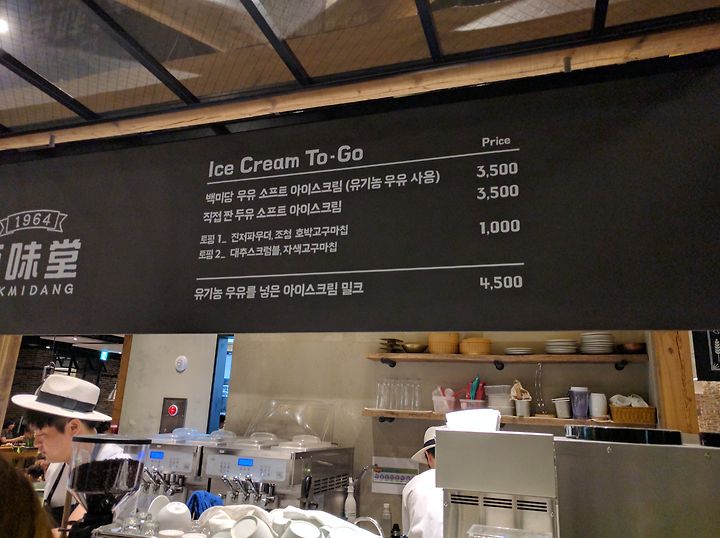 Ice Cream To-Go
Price
백미당 우유 소프트 아이스크림 (유기농 우유 사용) 3,500
직접 짠 두유 소프트 아이스크림 3,500
토핑 1_ 진저파우더, 조청, 호박고구마칩 1,000
토핑 2_ 대추스크럼블, 자색고구마칩
유기농 우유를 넣은 아이스크림 밀크 4,500
1964
味堂
KMIDANG